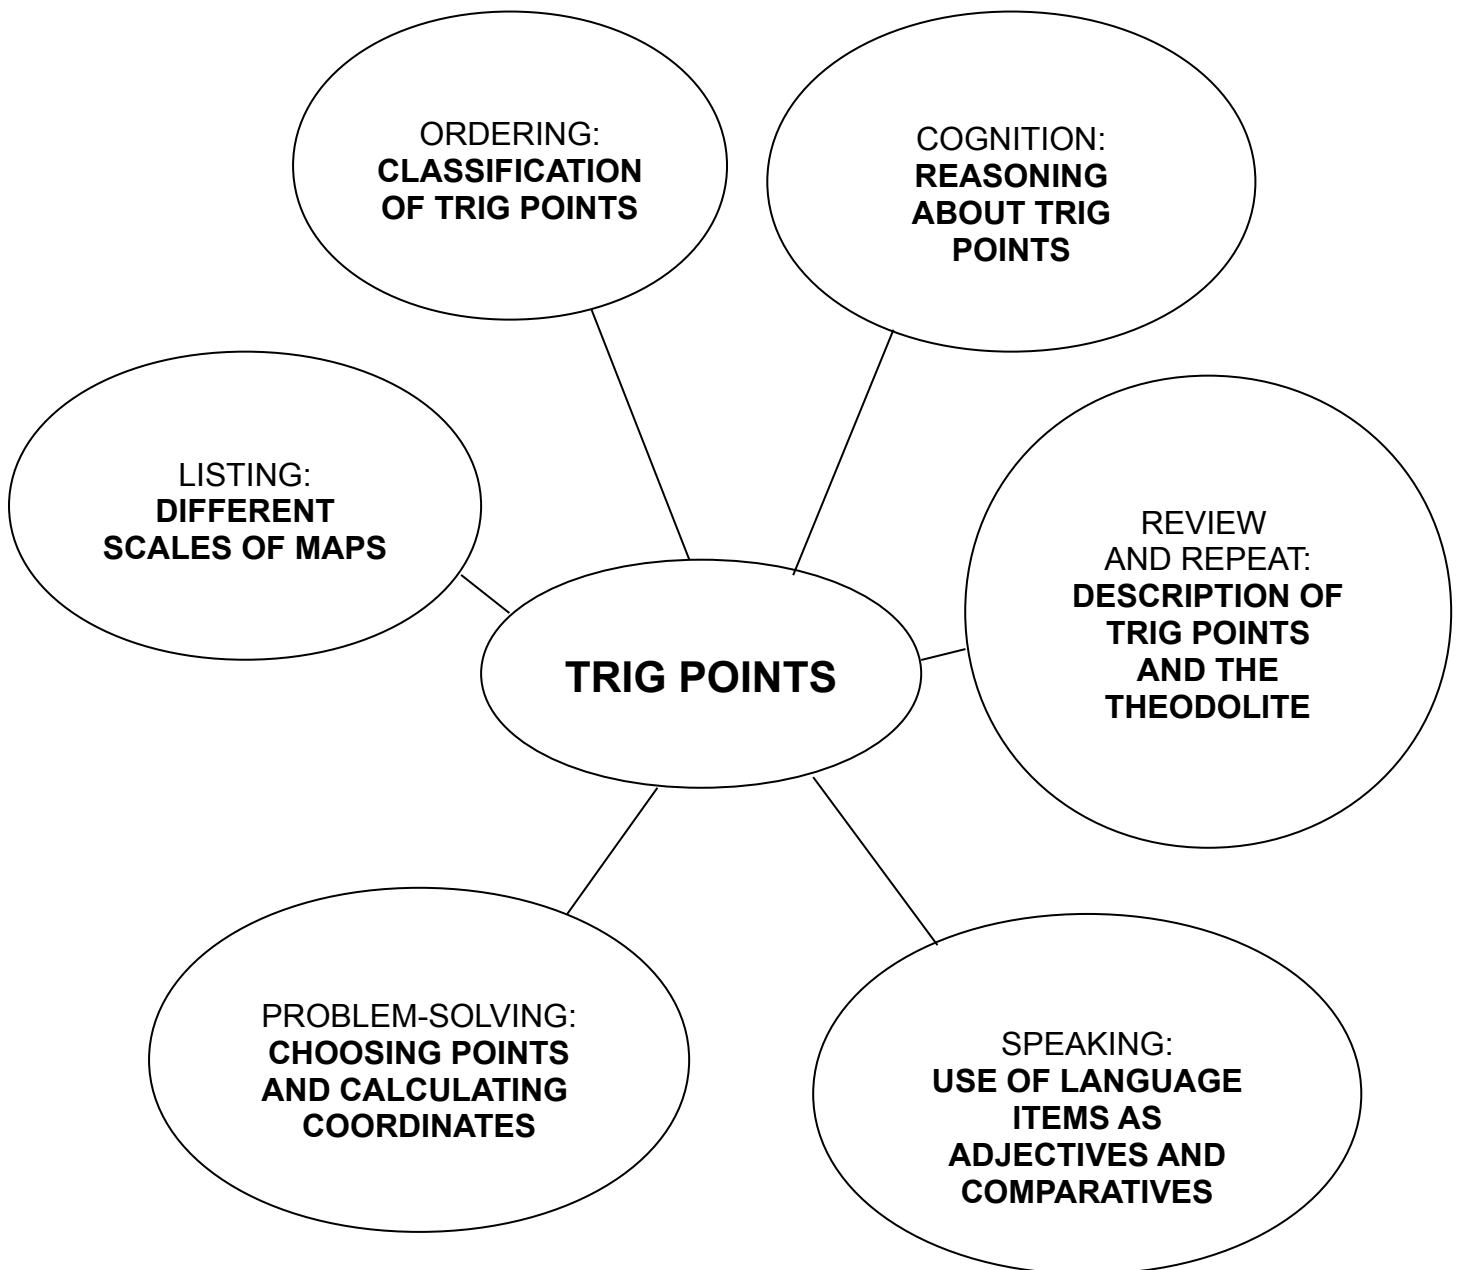 ORDERING:
CLASSIFICATION
OF TRIG POINTS
COGNITION:
REASONING
ABOUT TRIG
POINTS
LISTING:
DIFFERENT
SCALES OF MAPS
REVIEW
AND REPEAT:
DESCRIPTION OF
TRIG POINTS
AND THE
THEODOLITE
TRIG POINTS
PROBLEM-SOLVING:
CHOOSING POINTS
AND CALCULATING
COORDINATES
SPEAKING:
USE OF LANGUAGE
ITEMS AS
ADJECTIVES AND
COMPARATIVES